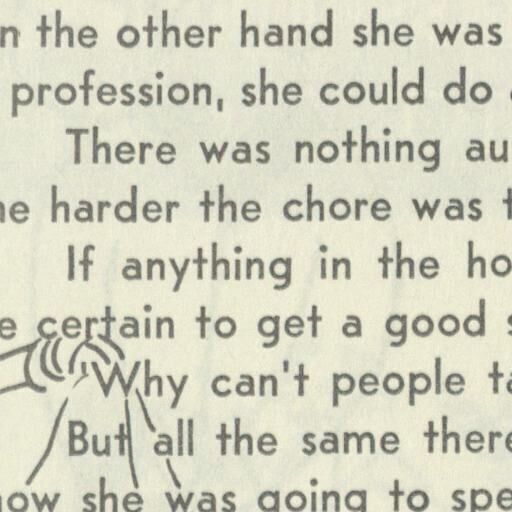 n the other hand she was
profession, she could do
There was nothing au
he harder the chore was t
If anything in the ho
e certain to get a good s
"Why can't people ta
But all the same there
now she was going to spe